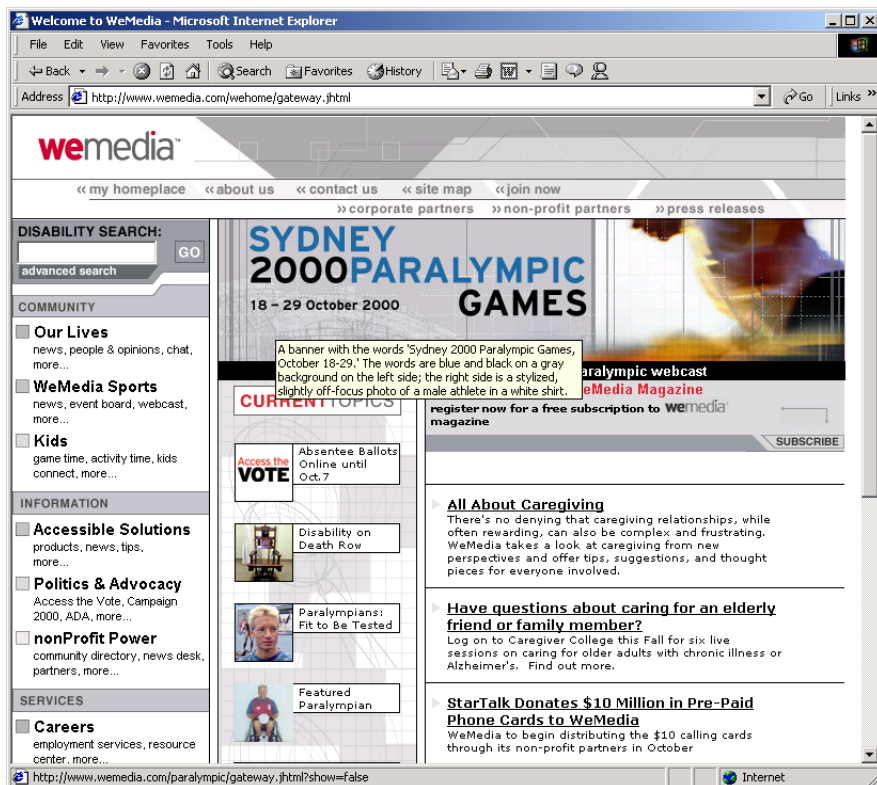 Welcome to WeMedia - Microsoft Internet Explorer
File Edit View Favorites Tools Help
Back Search Favorites History
Address http://www.wemedia.com/wehome/gateway.jhtml Go Links »
wemedia™
« my homeplace « about us « contact us « site map « join now
» corporate partners » non-profit partners » press releases
DISABILITY SEARCH:
GO
advanced search
SYDNEY
2000PARALYMPIC
18 – 29 October 2000 GAMES
A banner with the words 'Sydney 2000 Paralympic Games,
October 18-29.' The words are blue and black on a gray
background on the left side; the right side is a stylized,
slightly off-focus photo of a male athlete in a white shirt.
aralympic webcast
eMedia Magazine
register now for a free subscription to wemedia
magazine
SUBSCRIBE
COMMUNITY
Our Lives
news, people & opinions, chat,
more...
WeMedia Sports
news, event board, webcast,
more...
Kids
game time, activity time, kids
connect, more...
INFORMATION
Accessible Solutions
products, news, tips,
more...
Politics & Advocacy
Access the Vote, Campaign
2000, ADA, more...
nonProfit Power
community directory, news desk,
partners, more...
SERVICES
Careers
employment services, resource
center, more...
CURRENTTOPICS
Access the
VOTE
Absentee Ballots
Online until
Oct.7
Disability on
Death Row
Paralympians:
Fit to Be Tested
Featured
Paralympian
All About Caregiving
There's no denying that caregiving relationships, while
often rewarding, can also be complex and frustrating.
WeMedia takes a look at caregiving from new
perspectives and offer tips, suggestions, and thought
pieces for everyone involved.
Have questions about caring for an elderly
friend or family member?
Log on to Caregiver College this Fall for six live
sessions on caring for older adults with chronic illness or
Alzheimer's. Find out more.
StarTalk Donates $10 Million in Pre-Paid
Phone Cards to WeMedia
WeMedia to begin distributing the $10 calling cards
through its non-profit partners in October
http://www.wemedia.com/paralympic/gateway.jhtml?show=false Internet